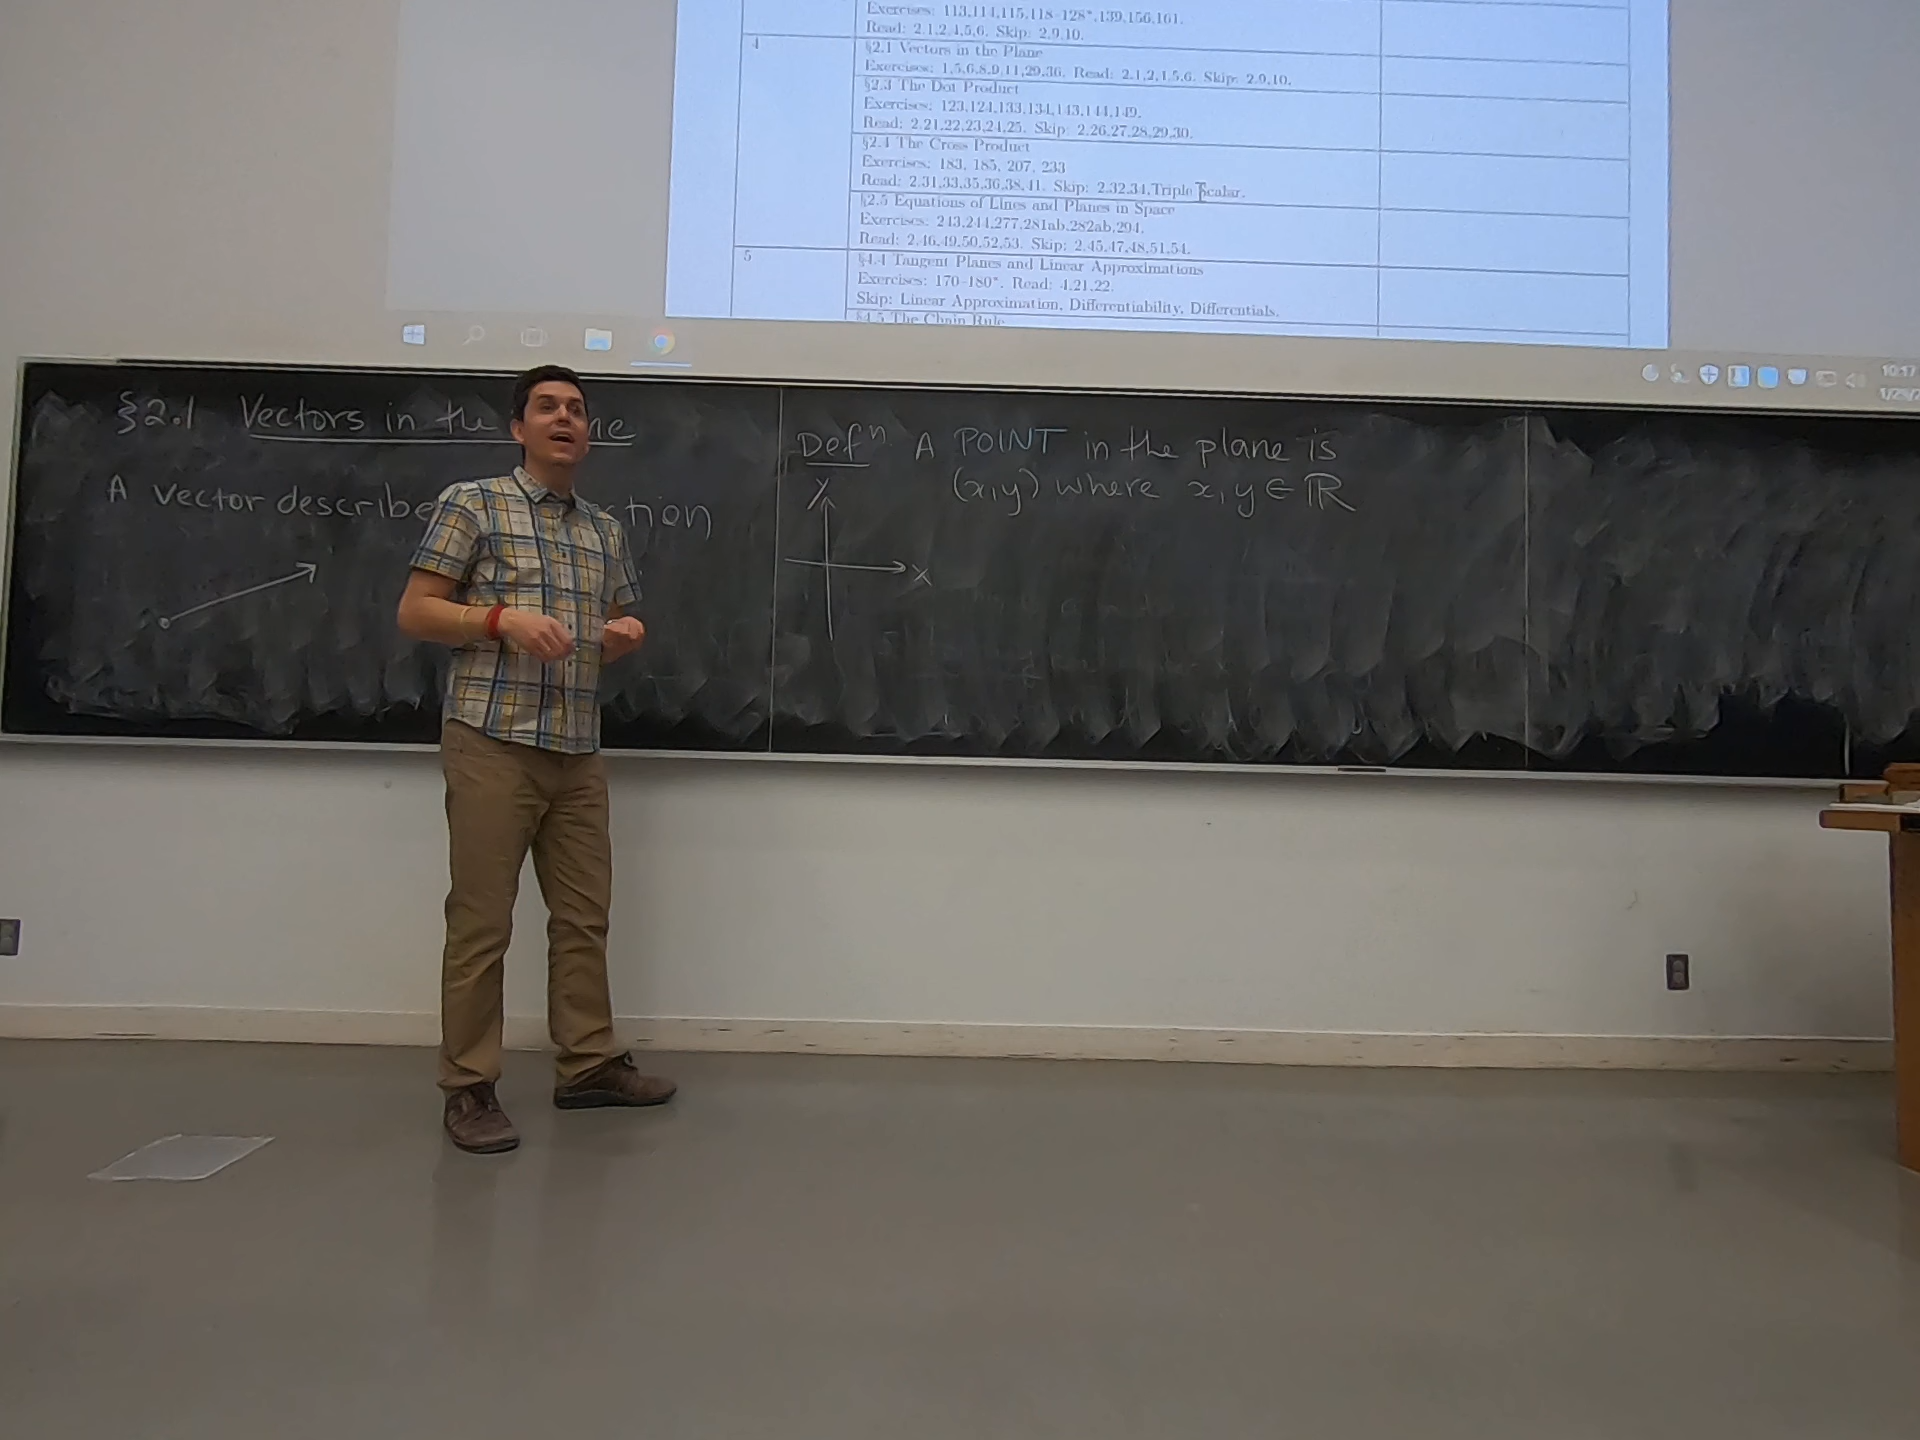 Exercises: 113,114,115,118–128*,139,156,161.
Read: 2.1,2,4,5,6. Skip: 2.9,10.
4
§2.1 Vectors in the Plane
Exercises: 1,5,6,8,9,11,29,36. Read: 2.1,2,4,5,6. Skip: 2.9,10.
§2.3 The Dot Product
Exercises: 123,124,133,134,143,144,149.
Read: 2.21,22,23,24,25. Skip: 2.26,27,28,29,30.
§2.4 The Cross Product
Exercises: 183, 185, 207, 233
Read: 2.31,33,35,36,38,41. Skip: 2.32,34,Triple Scalar.
§2.5 Equations of Lines and Planes in Space
Exercises: 243,244,277,281ab,282ab,294.
Read: 2.46,49,50,52,53. Skip: 2.45,47,48,51,54.
5
§4.4 Tangent Planes and Linear Approximations
Exercises: 170–180*. Read: 4.21,22.
Skip: Linear Approximation, Differentiability, Differentials.
§4.5 The Chain Rule
10:17
§2.1 Vectors in the ne
A vector describe ction
Defⁿ A POINT in the plane is
(x,y) where x,y ∈ ℝ
y
x